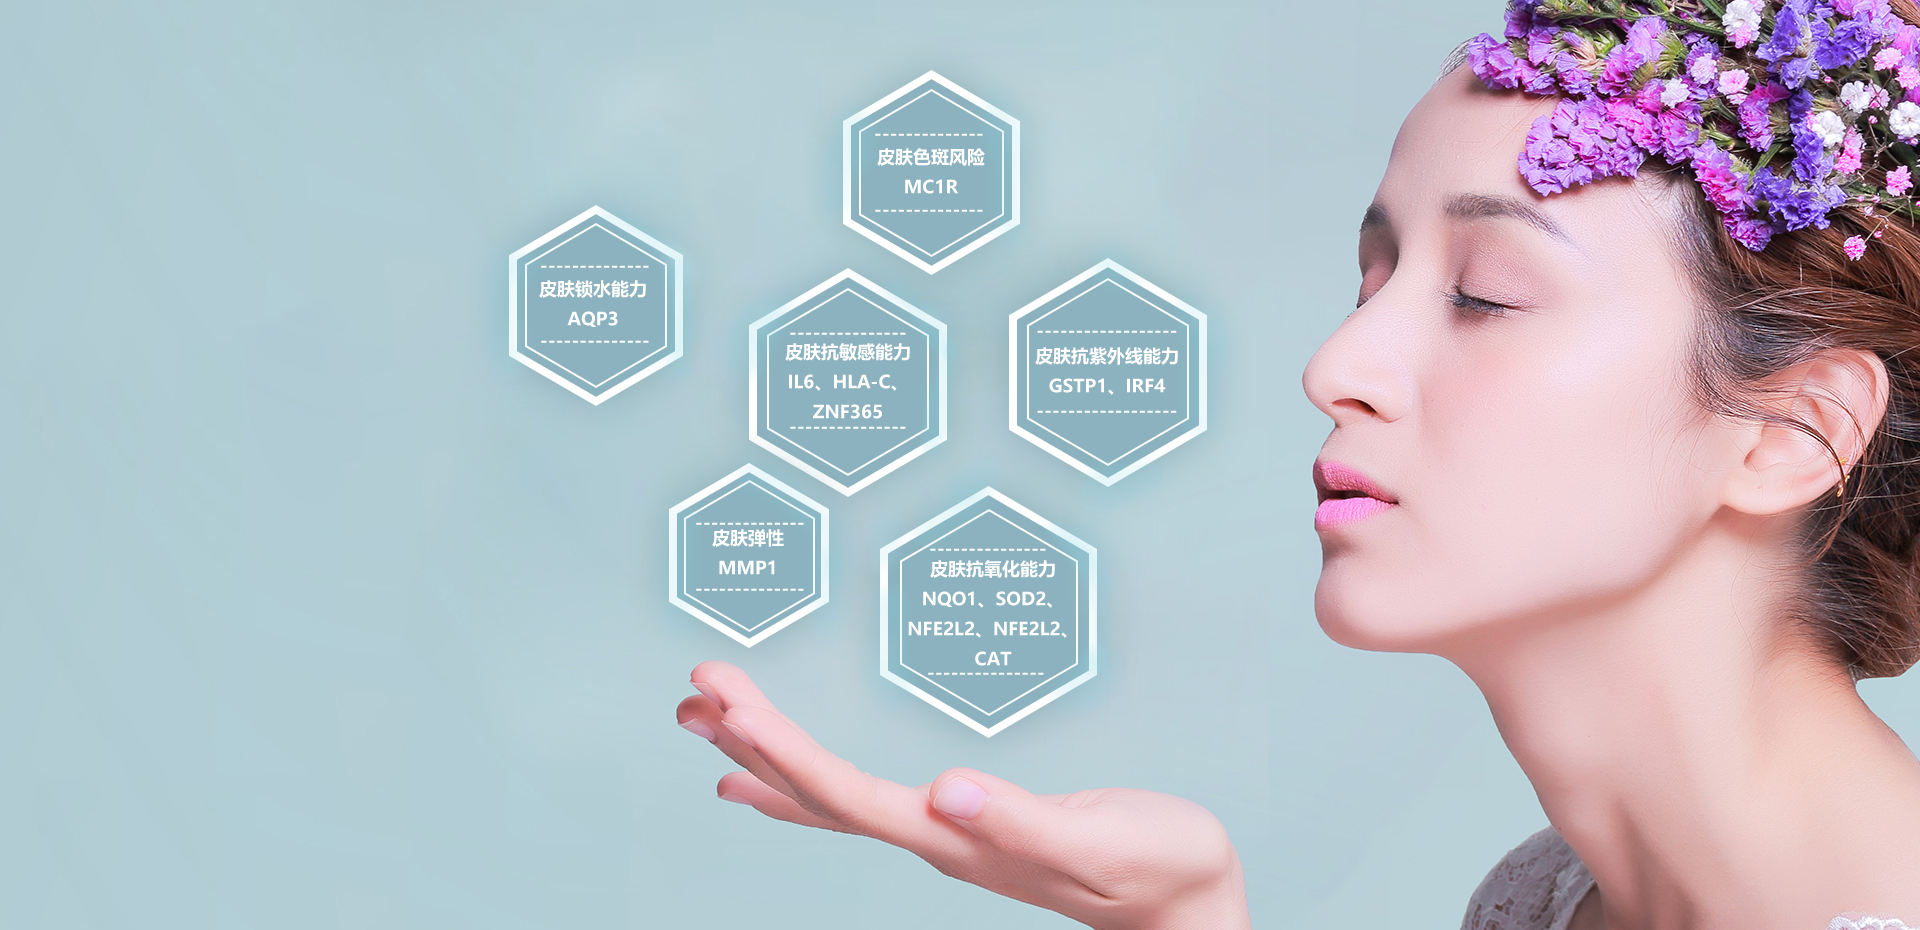 皮肤色斑风险
MC1R
皮肤锁水能力
AQP3
皮肤抗敏感能力
IL6、HLA-C、
ZNF365
皮肤抗紫外线能力
GSTP1、IRF4
皮肤弹性
MMP1
皮肤抗氧化能力
NQO1、SOD2、
NFE2L2、NFE2L2、
CAT